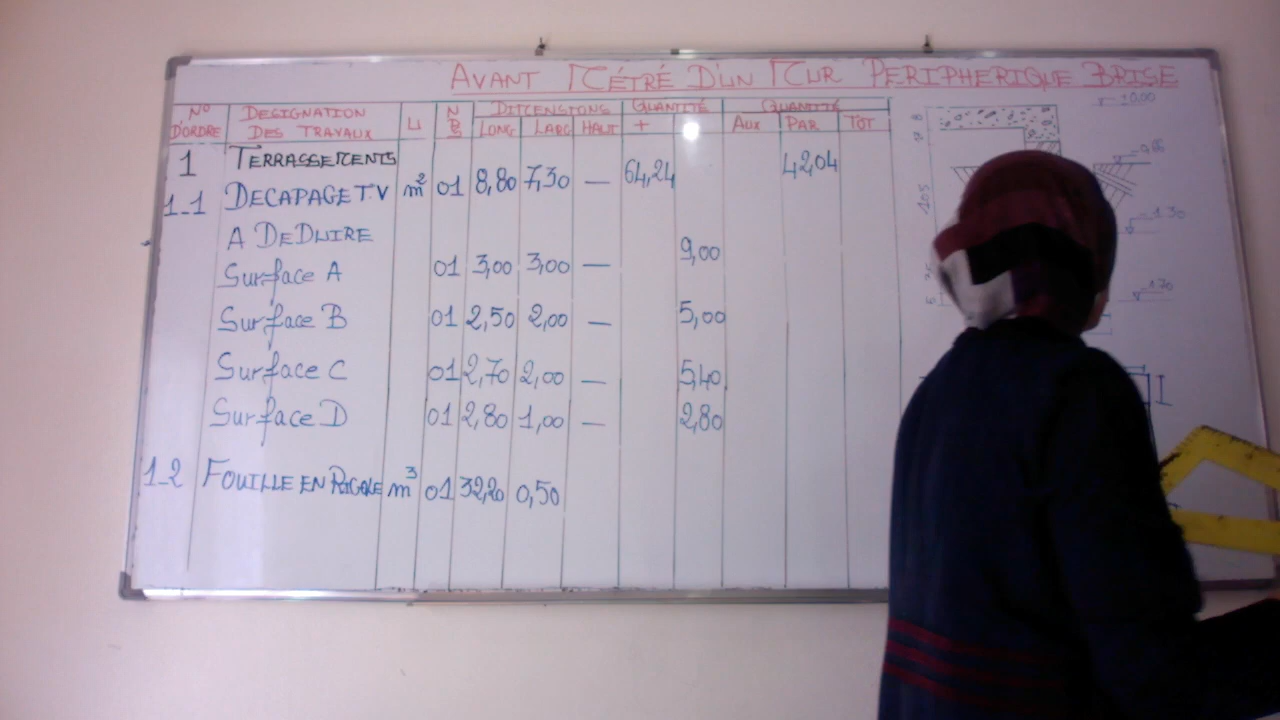 AVANT METRÉ D'UN MUR PERIPHERIQUE BRISE
N° D'ORDRE DESIGNATION DES TRAVAUX U NB DIMENSIONS QUANTITÉ QUANTITÉ
LONG LARG HAUT + AUX PAR TOT
1 TERRASSEMENTS
1-1 DECAPAGE T.V m² 01 8,80 7,30 — 64,24 42,04
A DEDUIRE
Surface A 01 3,00 3,00 — 9,00
Surface B 01 2,50 2,00 — 5,00
Surface C 01 2,70 2,00 — 5,40
Surface D 01 2,80 1,00 — 2,80
1-2 FOUILLE EN RIGOLE m³ 01 32,20 0,50
±0,00
-1.30
-1.70
105
5